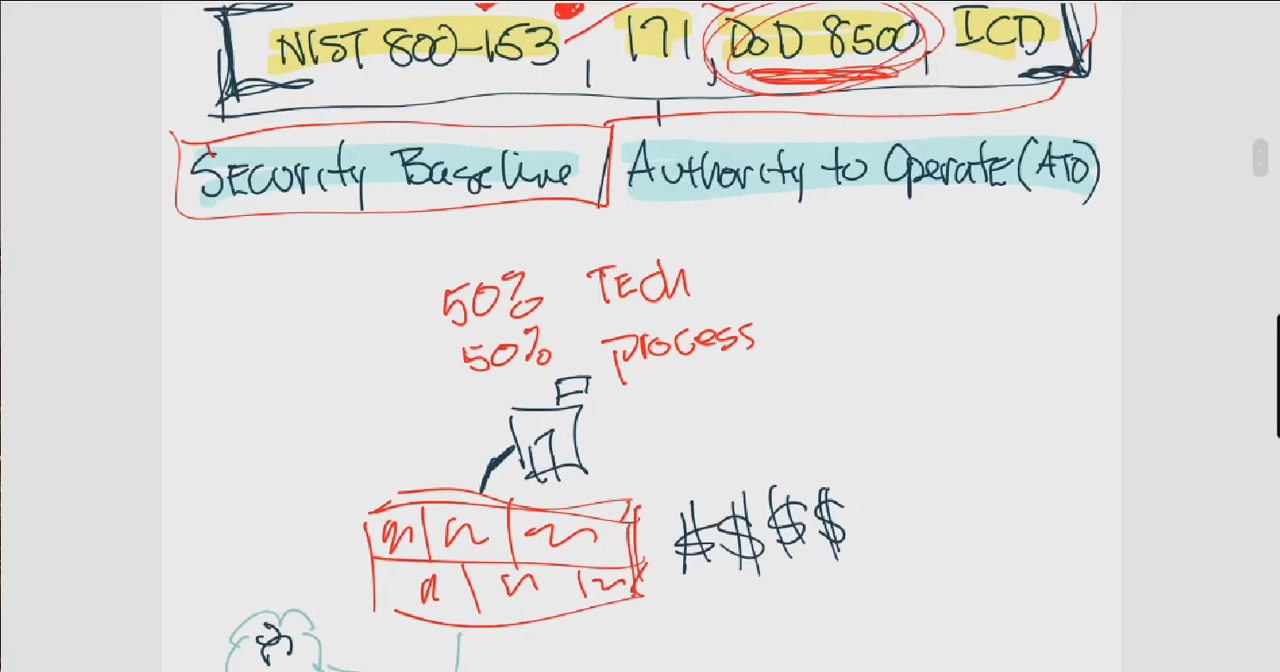 NIST 800-153, 171, DoD 8500, ICD
Security Baseline Authority to Operate (ATO)
50% Tech
50% process
$$$$